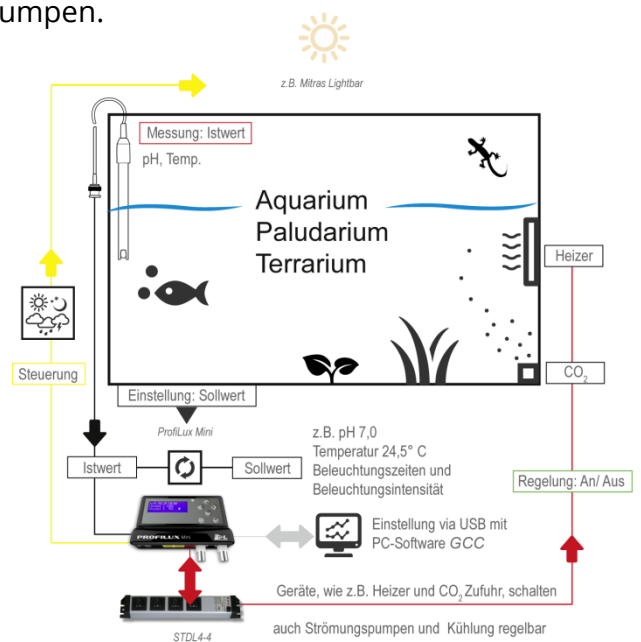 umpen.
z.B. Mitras Lightbar
Messung: Istwert
pH, Temp.
Aquarium
Paludarium
Terrarium
Heizer
Steuerung
CO₂
Einstellung: Sollwert
ProfiLux Mini
z.B. pH 7,0
Temperatur 24,5° C
Beleuchtungszeiten und
Beleuchtungsintensität
Istwert
Sollwert
Regelung: An/ Aus
PROFILUX Mini
Einstellung via USB mit
PC-Software GCC
Geräte, wie z.B. Heizer und CO₂ Zufuhr, schalten
auch Strömungspumpen und Kühlung regelbar
STDL4-4